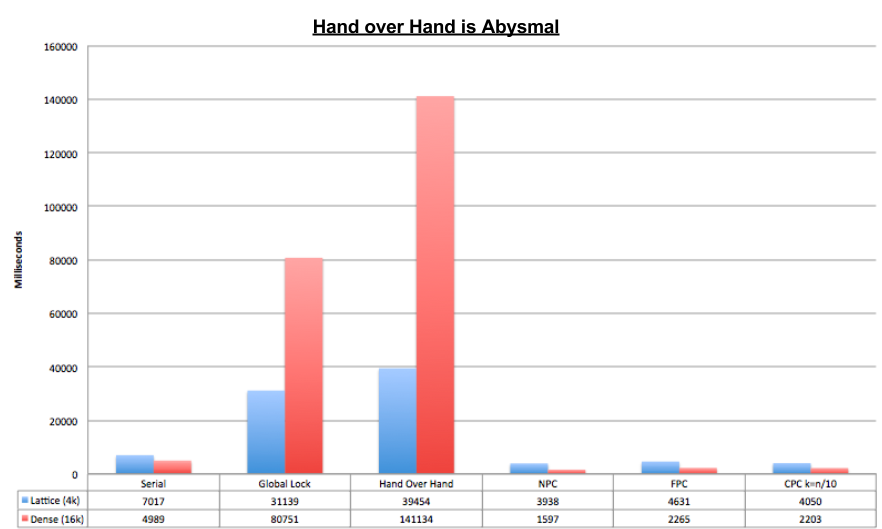 Hand over Hand is Abysmal
160000
140000
120000
100000
80000
60000
40000
20000
0
Milliseconds
Serial Global Lock Hand Over Hand NPC FPC CPC k=n/10
Lattice (4k) 7017 31139 39454 3938 4631 4050
Dense (16k) 4989 80751 141134 1597 2265 2203